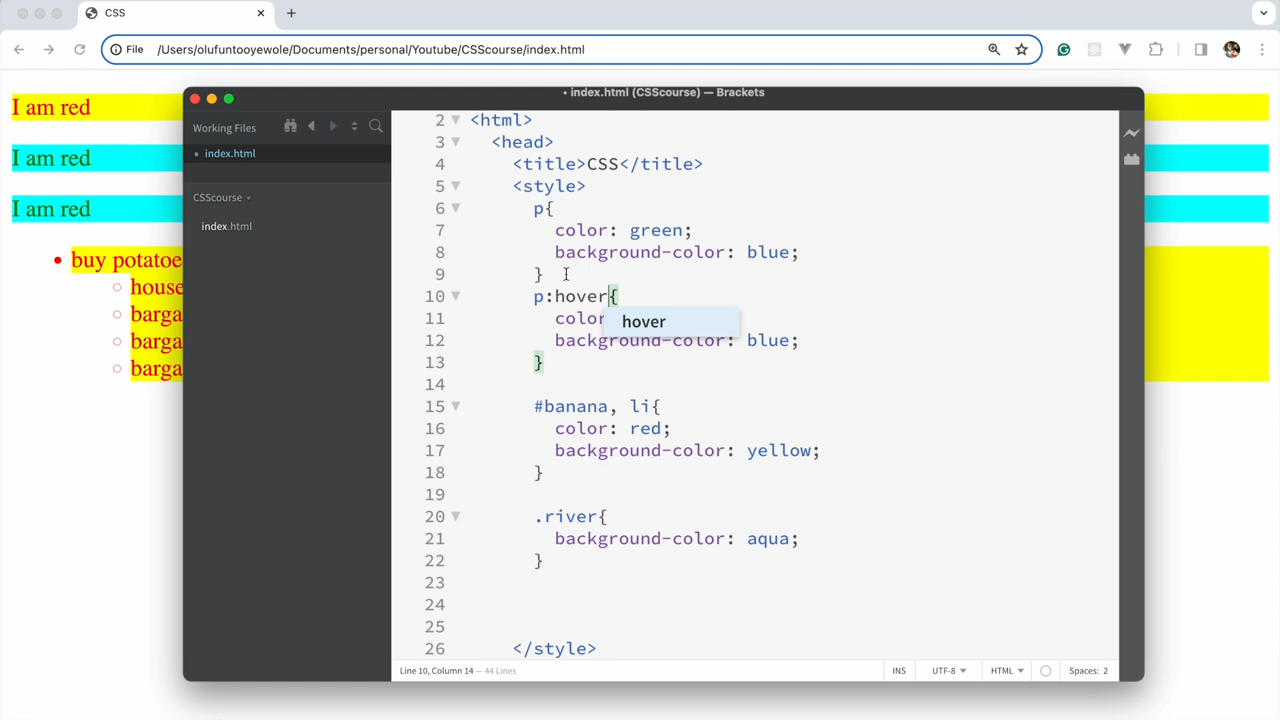 CSS
File /Users/olufuntooyewole/Documents/personal/Youtube/CSScourse/index.html
I am red
I am red
I am red
• buy potatoe
○ house
○ barga
○ barga
○ barga
• index.html (CSScourse) — Brackets
Working Files
• index.html
CSScourse
index.html
2 <html>
3 <head>
4 <title>CSS</title>
5 <style>
6 p{
7 color: green;
8 background-color: blue;
9 }
10 p:hover{
hover
11 color
12 background-color: blue;
13 }
14
15 #banana, li{
16 color: red;
17 background-color: yellow;
18 }
19
20 .river{
21 background-color: aqua;
22 }
23
24
25
26 </style>
Line 10, Column 14 — 44 Lines
INS UTF-8 HTML Spaces: 2